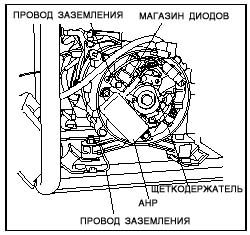 ПРОВОД ЗАЗЕМЛЕНИЯ
МАГАЗИН ДИОДОВ
ЩЕТКОДЕРЖАТЕЛЬ
АНР
ПРОВОД ЗАЗЕМЛЕНИЯ